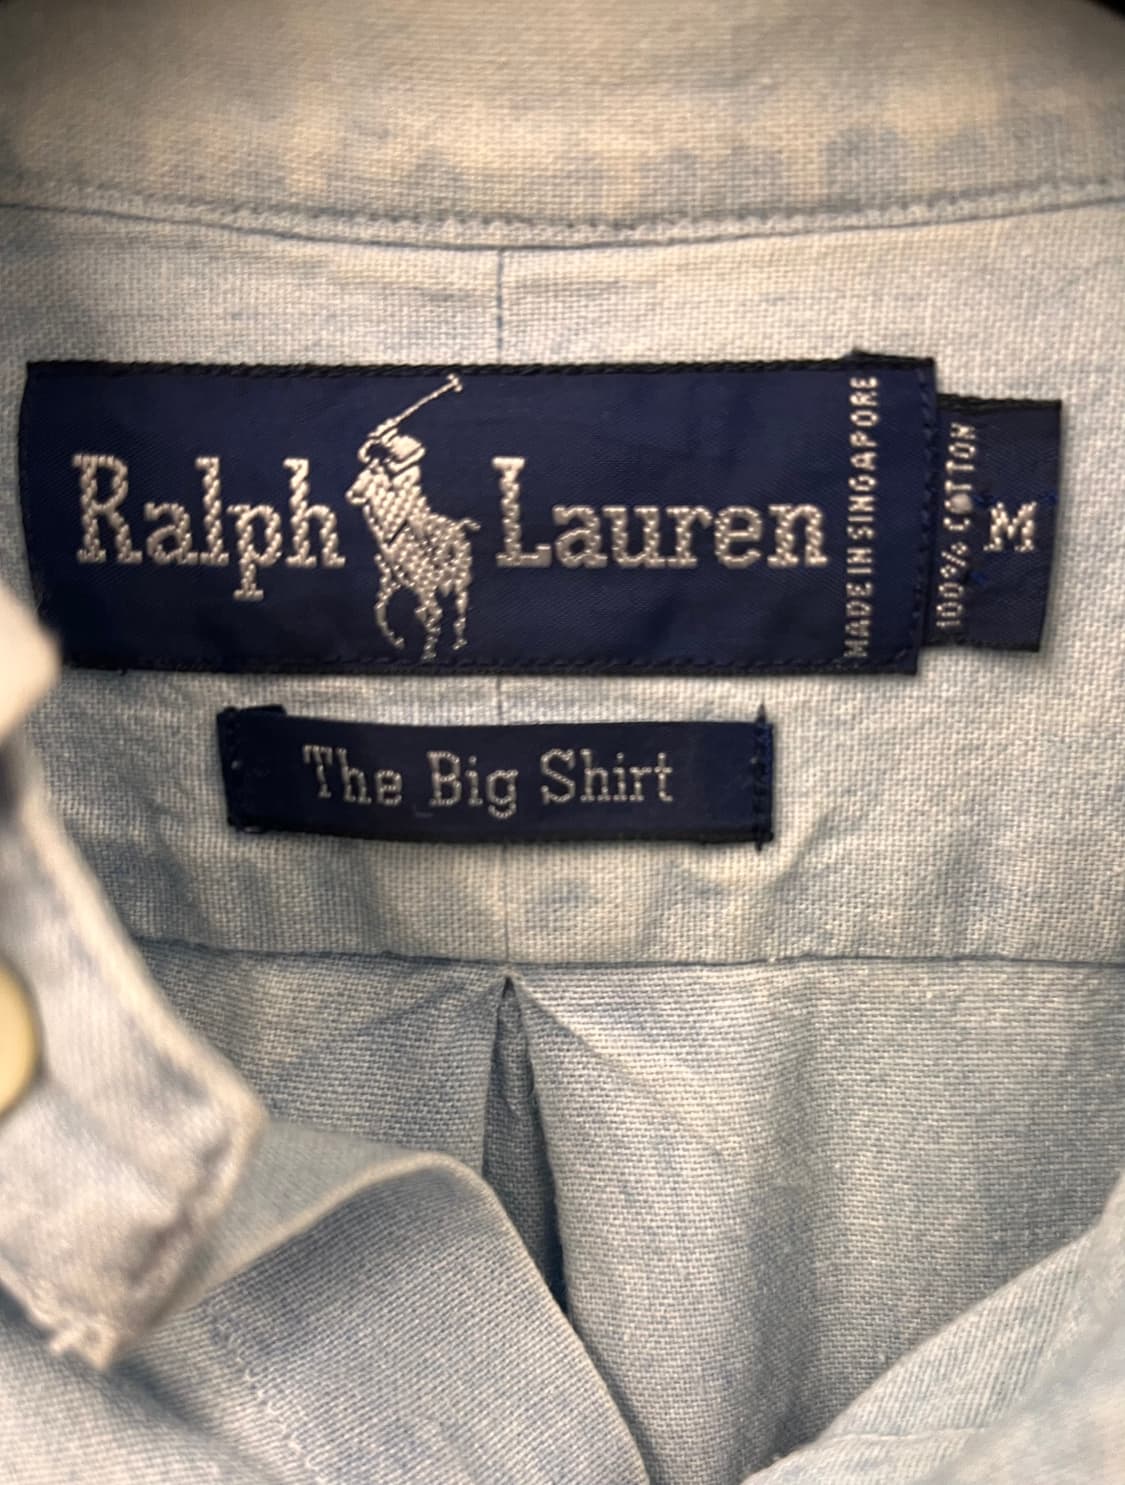 Ralph Lauren
MADE IN SINGAPORE
100% COTTON
M
The Big Shirt